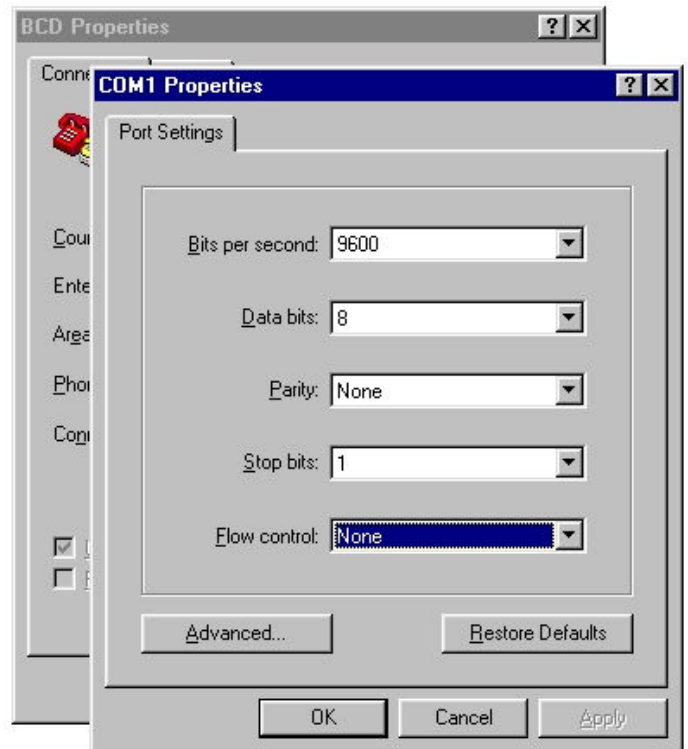 BCD Properties
COM1 Properties
Port Settings
Bits per second: 9600
Data bits: 8
Parity: None
Stop bits: 1
Flow control: None
Advanced...
Restore Defaults
OK
Cancel
Apply